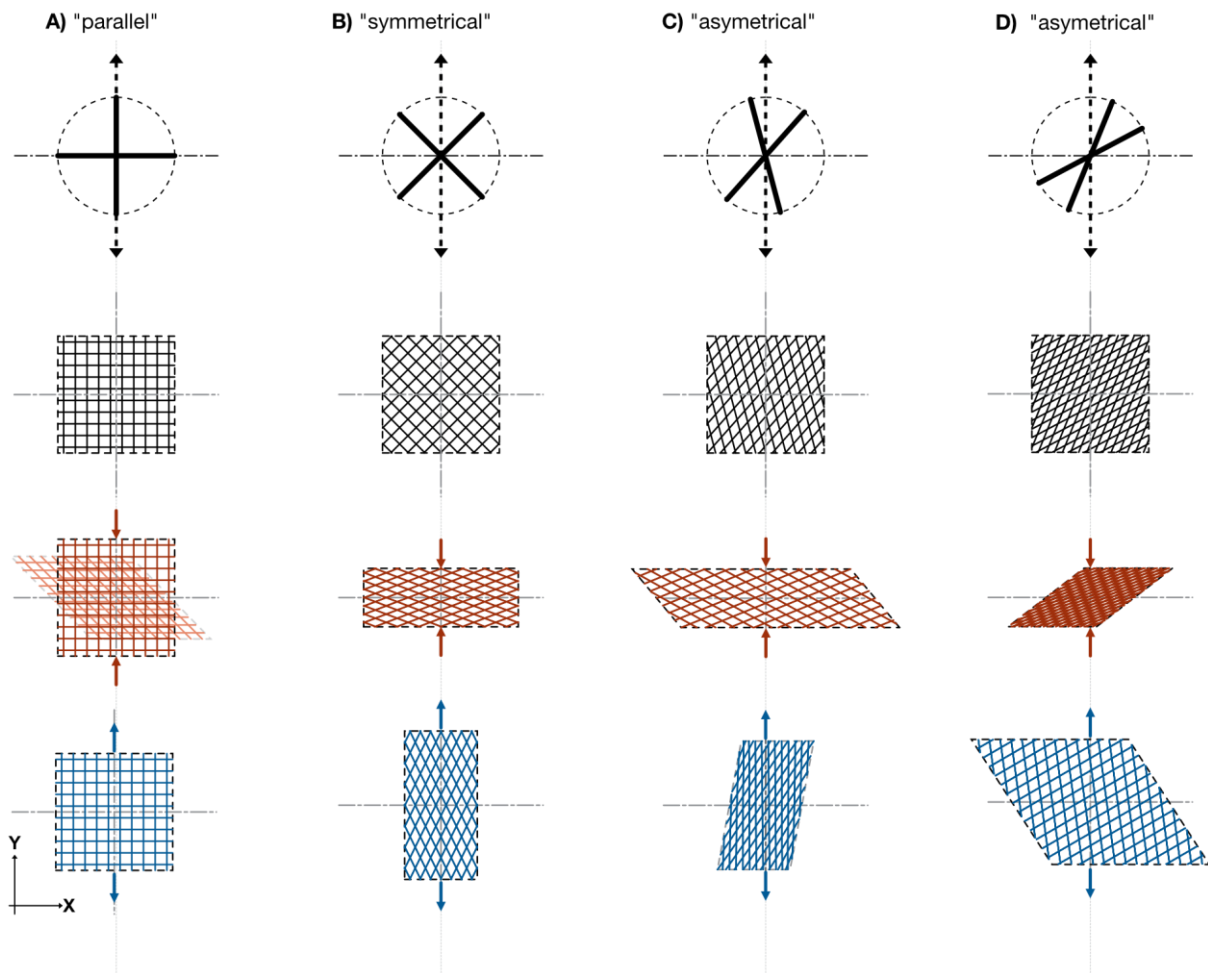 A) "parallel"
B) "symmetrical"
C) "asymetrical"
D) "asymetrical"
Y
X